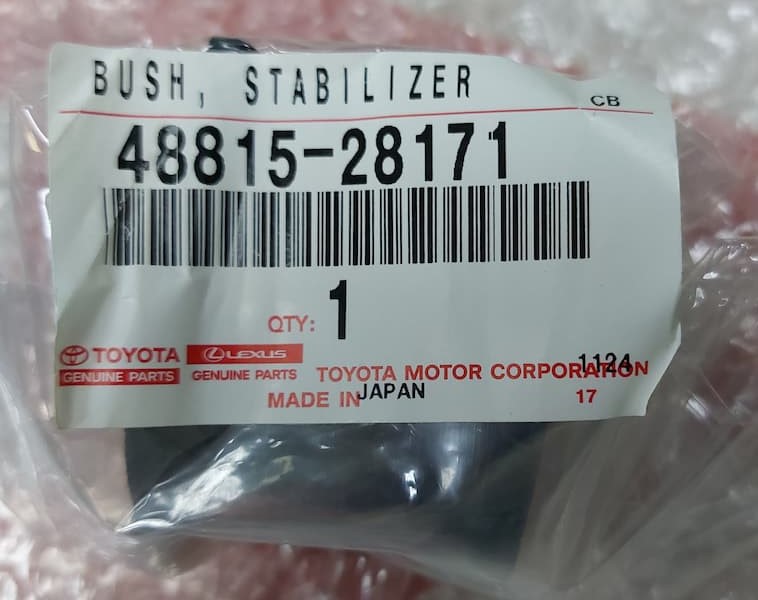 BUSH, STABILIZER
CB
48815-28171
QTY: 1
TOYOTA
GENUINE PARTS
LEXUS
GENUINE PARTS
TOYOTA MOTOR CORPORATION
1124
MADE IN JAPAN
17